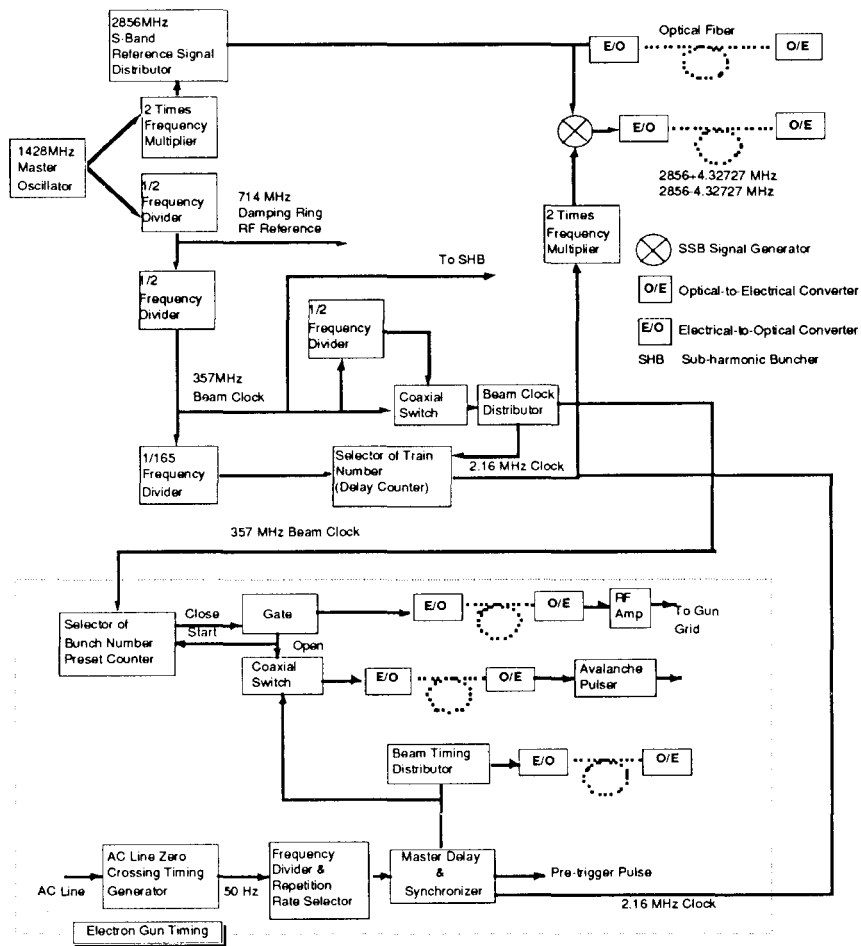 2856MHz
S-Band
Reference Signal
Distributor
E/O
Optical Fiber
O/E
2 Times
Frequency
Multiplier
1428MHz
Master
Oscillator
E/O
O/E
2856+4.32727 MHz
2856-4.32727 MHz
1/2
Frequency
Divider
714 MHz
Damping Ring
RF Reference
2 Times
Frequency
Multiplier
SSB Signal Generator
To SHB
1/2
Frequency
Divider
O/E
Optical-to-Electrical Converter
1/2
Frequency
Divider
E/O
Electrical-to-Optical Converter
SHB
Sub-harmonic Buncher
357MHz
Beam Clock
Coaxial
Switch
Beam Clock
Distributor
1/165
Frequency
Divider
Selector of Train
Number
(Delay Counter)
2.16 MHz Clock
357 MHz Beam Clock
Selector of
Bunch Number
Preset Counter
Close
Start
Gate
Open
E/O
O/E
RF
Amp
To Gun
Grid
Coaxial
Switch
E/O
O/E
Avalanche
Pulser
Beam Timing
Distributor
E/O
O/E
AC Line
AC Line Zero
Crossing Timing
Generator
50 Hz
Frequency
Divider &
Repetition
Rate Selector
Master Delay
&
Synchronizer
Pre-trigger Pulse
2.16 MHz Clock
Electron Gun Timing